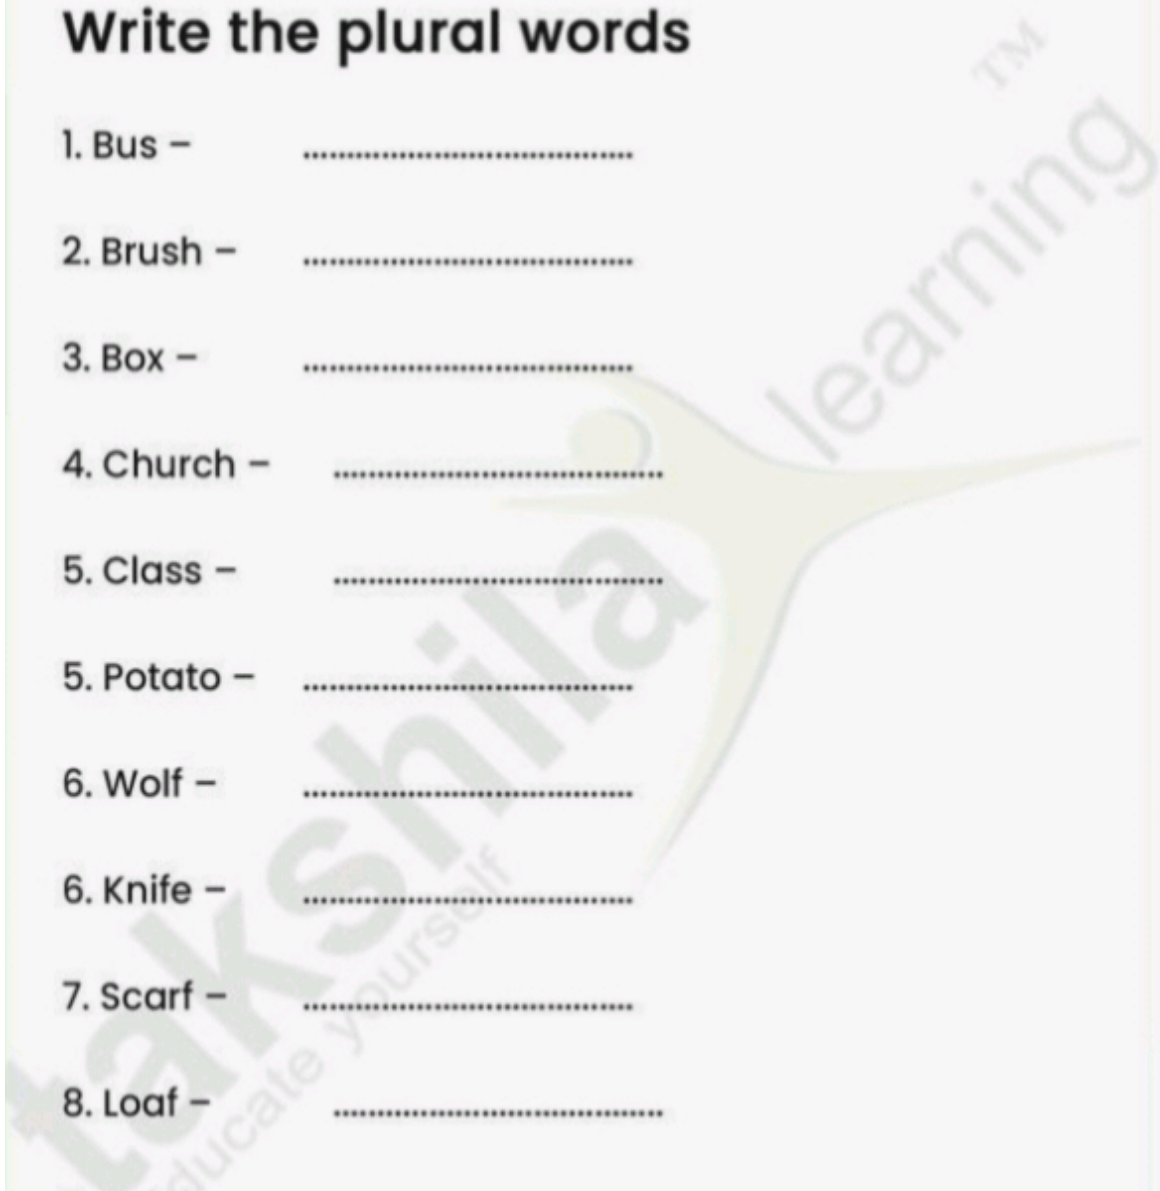 Write the plural words
1. Bus – ......................................
2. Brush – ......................................
3. Box – ......................................
4. Church – ......................................
5. Class – ......................................
5. Potato – ......................................
6. Wolf – ......................................
6. Knife – ......................................
7. Scarf – ......................................
8. Loaf – ......................................
takshila learning TM
educate yourself